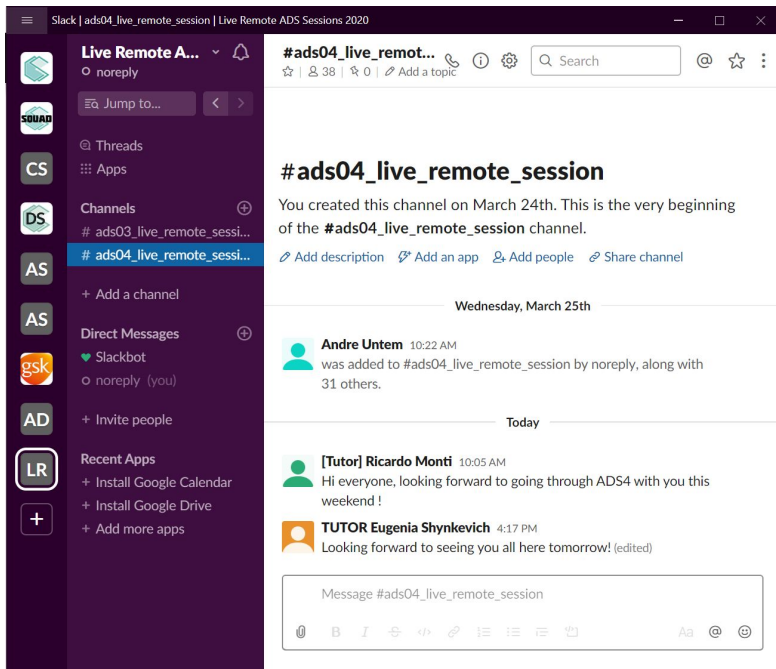 Slack | ads04_live_remote_session | Live Remote ADS Sessions 2020
SQUAD
CS
DS
AS
AS
gsk
AD
LR
+
Live Remote A...
noreply
Jump to...
Threads
Apps
Channels
# ads03_live_remote_sessi...
# ads04_live_remote_sessi...
+ Add a channel
Direct Messages
Slackbot
noreply (you)
+ Invite people
Recent Apps
+ Install Google Calendar
+ Install Google Drive
+ Add more apps
#ads04_live_remot...
38 | 0 | Add a topic
Search
#ads04_live_remote_session
You created this channel on March 24th. This is the very beginning
of the #ads04_live_remote_session channel.
Add description Add an app Add people Share channel
Wednesday, March 25th
Andre Untem 10:22 AM
was added to #ads04_live_remote_session by noreply, along with
31 others.
Today
[Tutor] Ricardo Monti 10:05 AM
Hi everyone, looking forward to going through ADS4 with you this
weekend !
TUTOR Eugenia Shynkevich 4:17 PM
Looking forward to seeing you all here tomorrow! (edited)
Message #ads04_live_remote_session
B I S </> Aa @